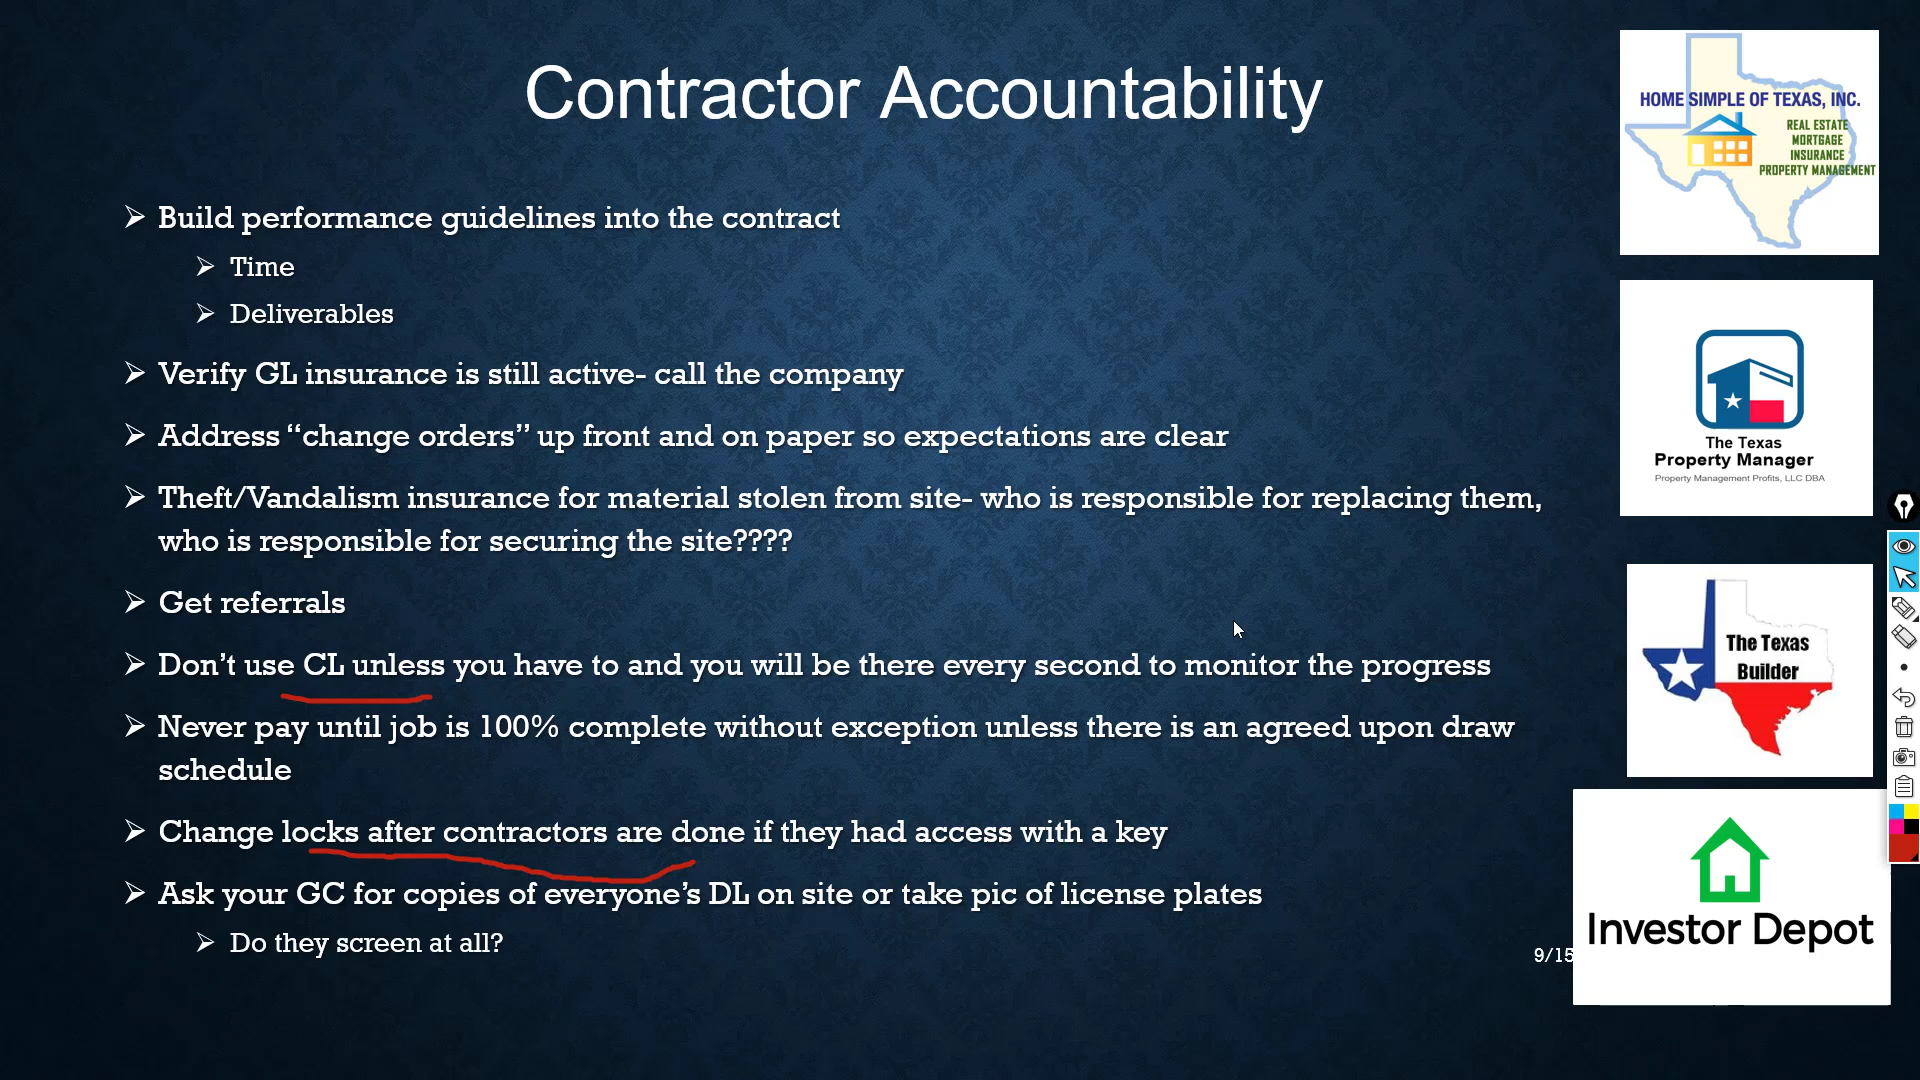 Contractor Accountability
Build performance guidelines into the contract
Time
Deliverables
Verify GL insurance is still active- call the company
Address “change orders” up front and on paper so expectations are clear
Theft/Vandalism insurance for material stolen from site- who is responsible for replacing them,
who is responsible for securing the site????
Get referrals
Don’t use CL unless you have to and you will be there every second to monitor the progress
Never pay until job is 100% complete without exception unless there is an agreed upon draw
schedule
Change locks after contractors are done if they had access with a key
Ask your GC for copies of everyone’s DL on site or take pic of license plates
Do they screen at all?
HOME SIMPLE OF TEXAS, INC.
REAL ESTATE
MORTGAGE
INSURANCE
PROPERTY MANAGEMENT
The Texas
Property Manager
Property Management Profits, LLC DBA
The Texas
Builder
Investor Depot
9/15